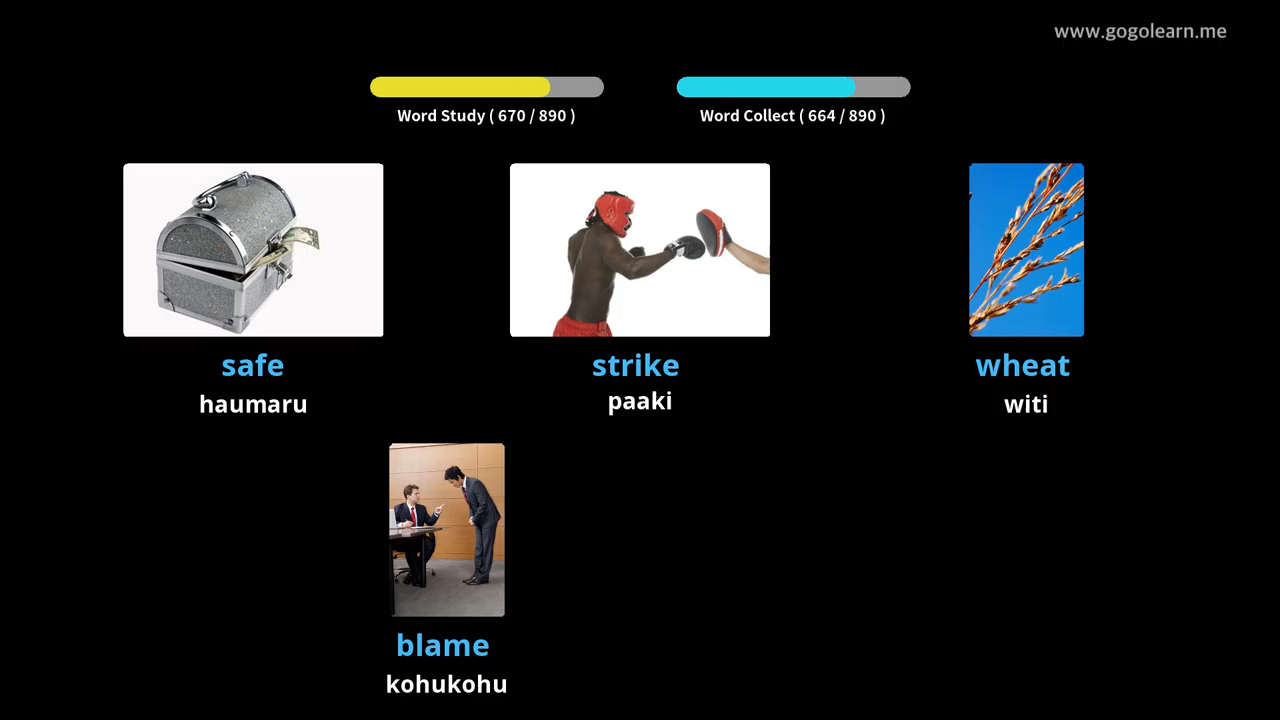 www.gogolearn.me
Word Study ( 670 / 890 )
Word Collect ( 664 / 890 )
safe
haumaru
strike
paaki
wheat
witi
blame
kohukohu